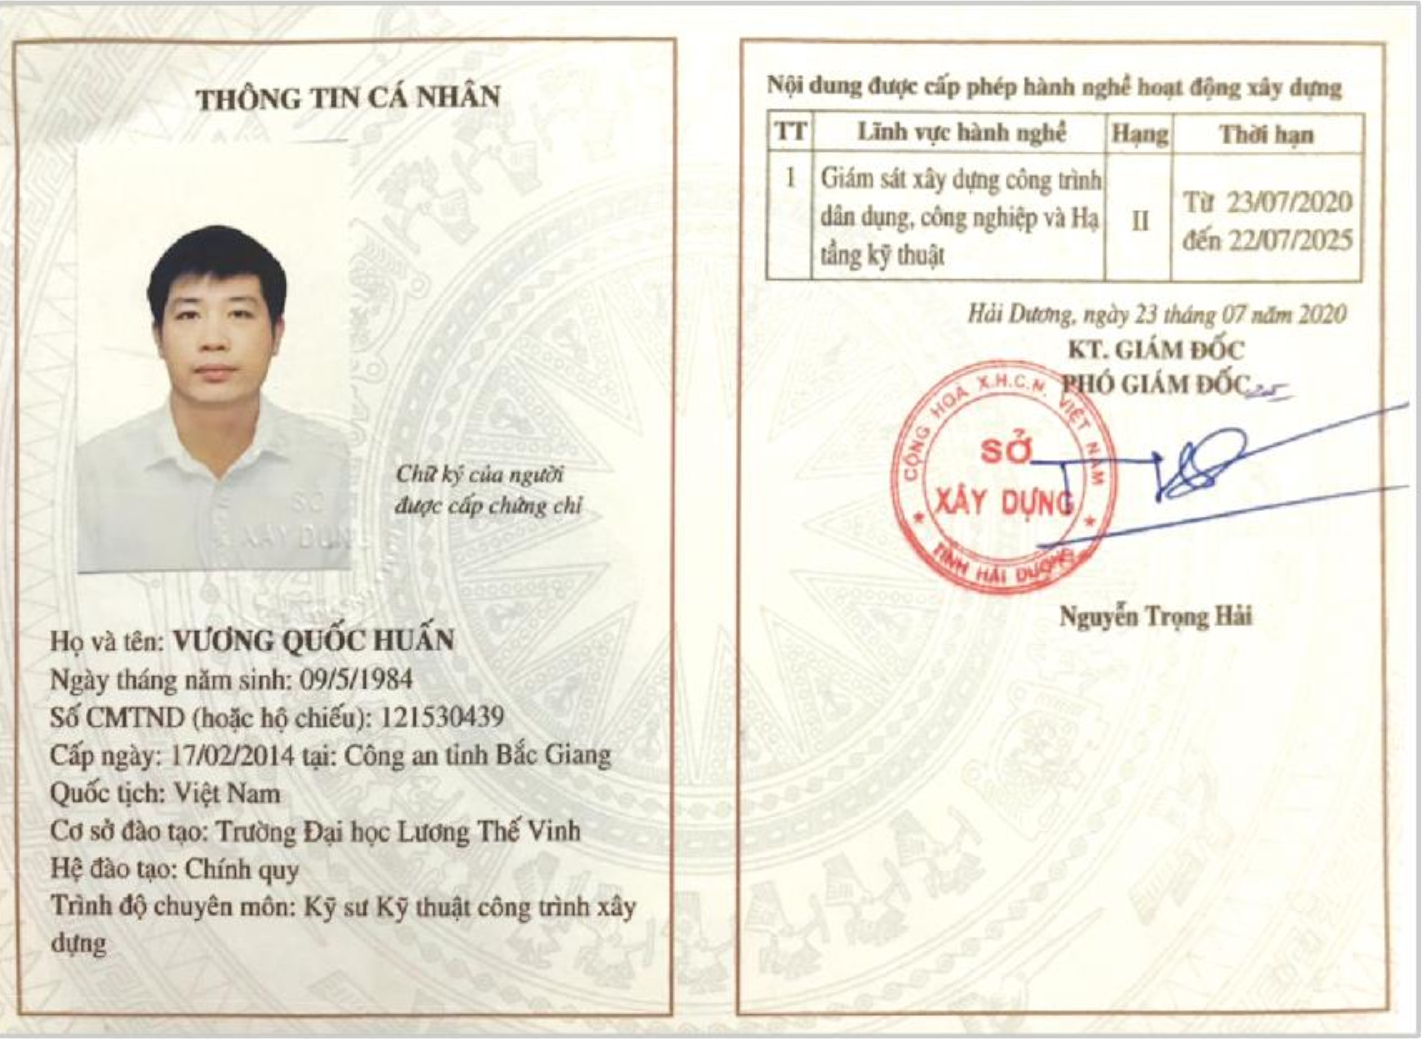 THÔNG TIN CÁ NHÂN
SỞ
XÂY DỰNG
Chữ ký của người
được cấp chứng chỉ
Họ và tên: VƯƠNG QUỐC HUẤN
Ngày tháng năm sinh: 09/5/1984
Số CMTND (hoặc hộ chiếu): 121530439
Cấp ngày: 17/02/2014 tại: Công an tỉnh Bắc Giang
Quốc tịch: Việt Nam
Cơ sở đào tạo: Trường Đại học Lương Thế Vinh
Hệ đào tạo: Chính quy
Trình độ chuyên môn: Kỹ sư Kỹ thuật công trình xây
dựng
Nội dung được cấp phép hành nghề hoạt động xây dựng
TT Lĩnh vực hành nghề Hạng Thời hạn
1 Giám sát xây dựng công trình
dân dụng, công nghiệp và Hạ
tầng kỹ thuật
II
Từ 23/07/2020
đến 22/07/2025
Hải Dương, ngày 23 tháng 07 năm 2020
KT. GIÁM ĐỐC
PHÓ GIÁM ĐỐC
CỘNG HOÀ X.H.C.N. VIỆT NAM
SỞ
XÂY DỰNG
TỈNH HẢI DƯƠNG
Nguyễn Trọng Hải